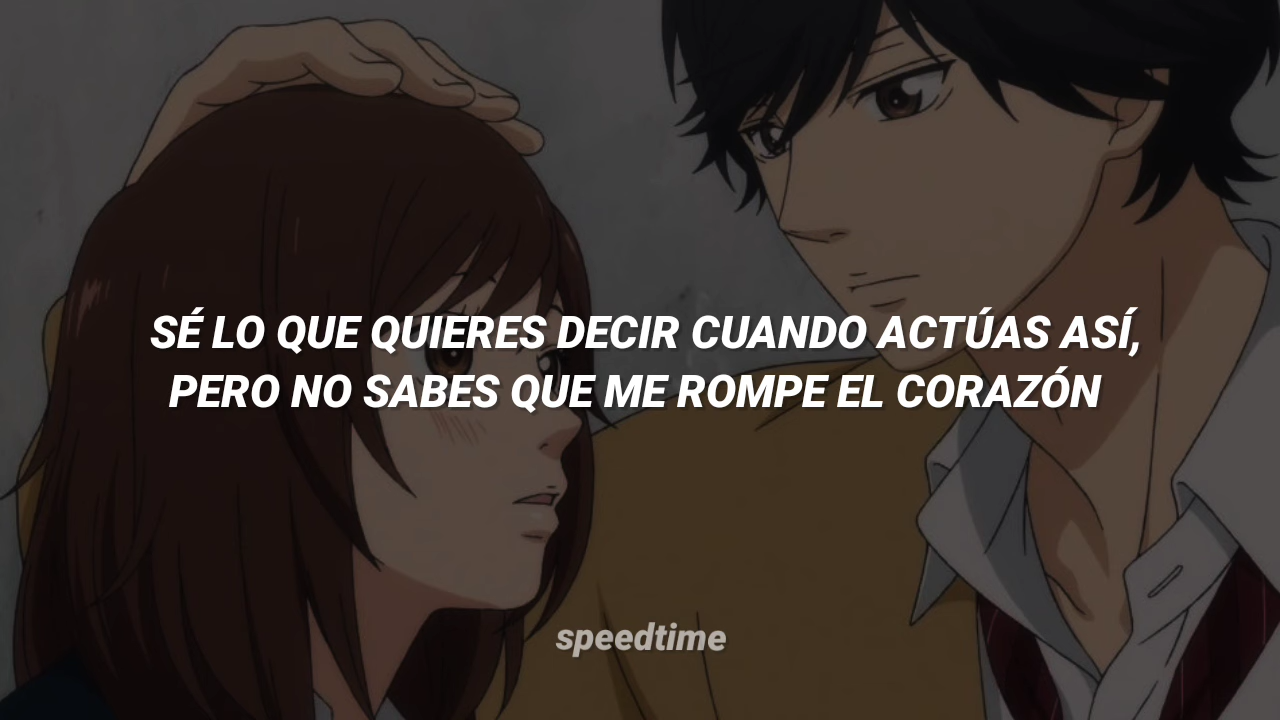 SÉ LO QUE QUIERES DECIR CUANDO ACTÚAS ASÍ,
PERO NO SABES QUE ME ROMPE EL CORAZÓN
speedtime